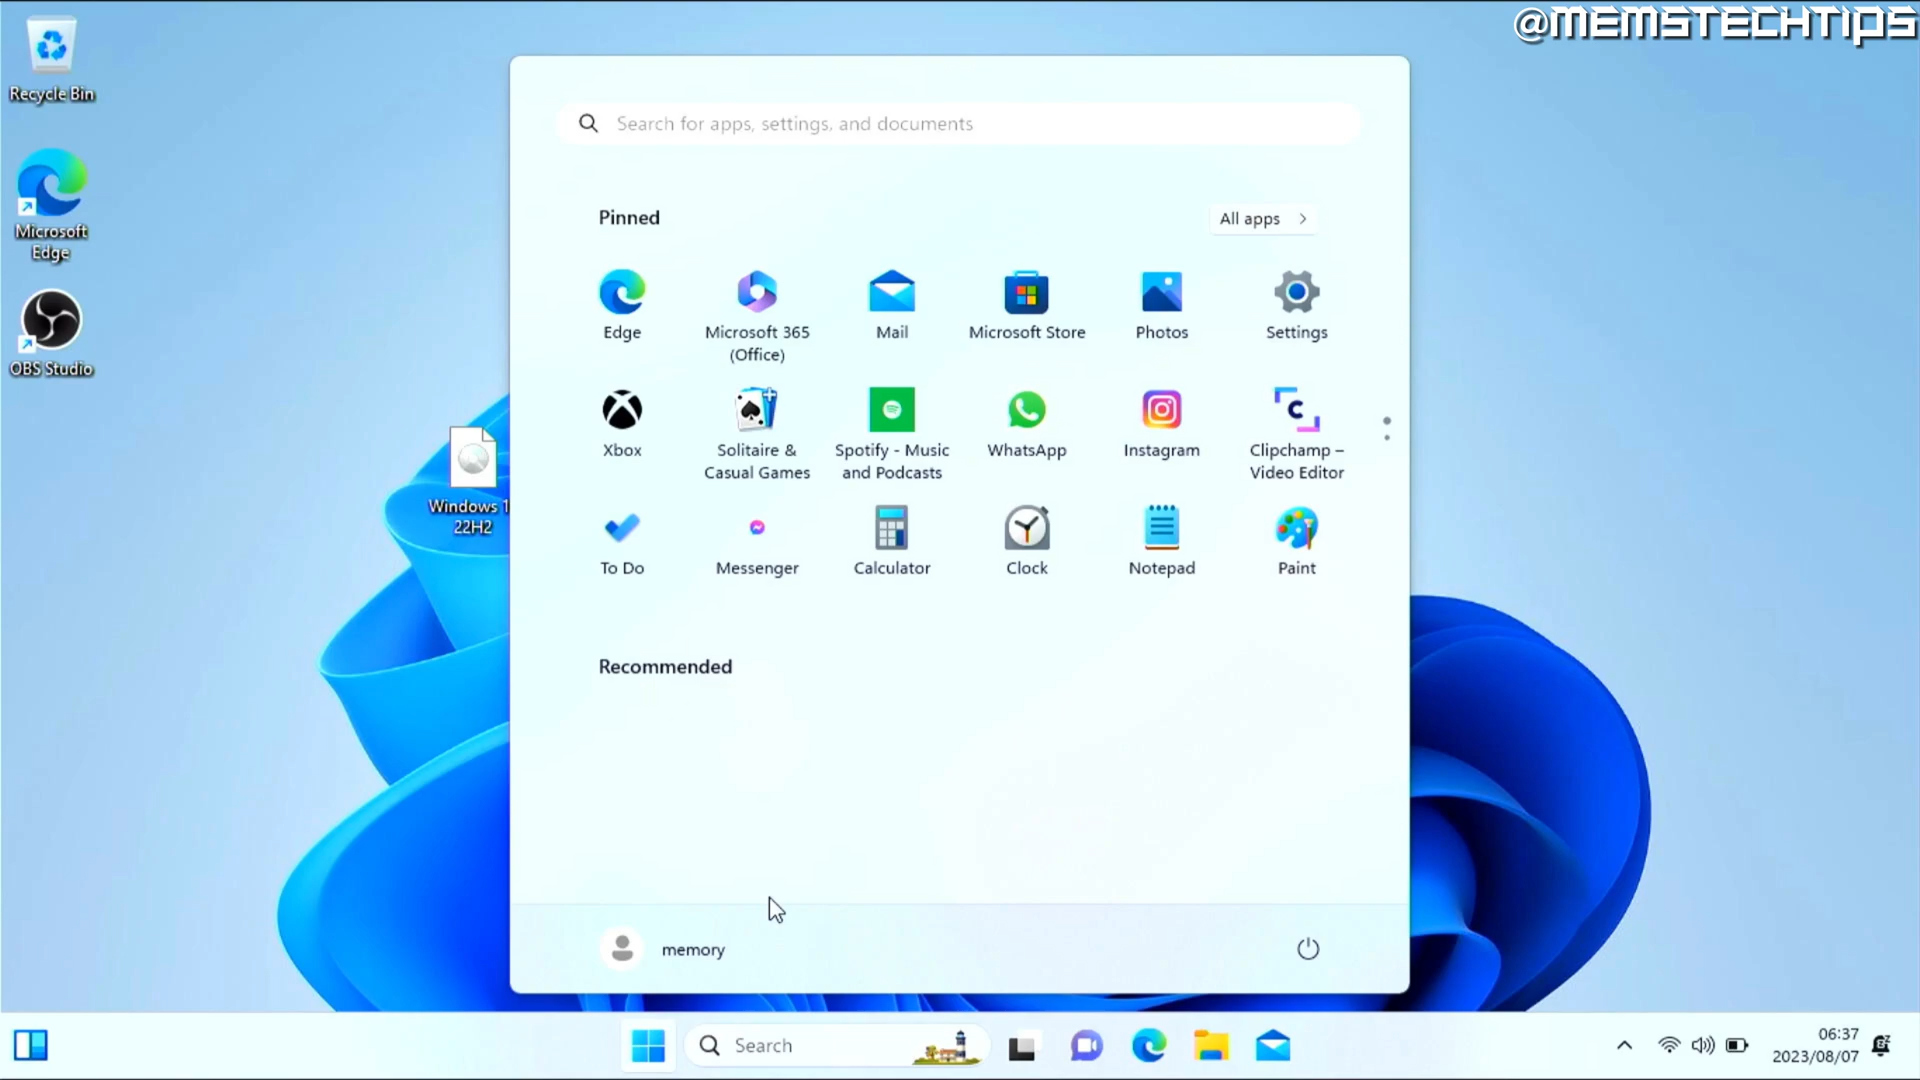 @MEMSTECHTIPS
Recycle Bin
Microsoft
Edge
OBS Studio
Windows 1
22H2
Search for apps, settings, and documents
Pinned
All apps
Edge
Microsoft 365
(Office)
Mail
Microsoft Store
Photos
Settings
Xbox
Solitaire &
Casual Games
Spotify - Music
and Podcasts
WhatsApp
Instagram
Clipchamp –
Video Editor
To Do
Messenger
Calculator
Clock
Notepad
Paint
Recommended
memory
Search
06:37
2023/08/07